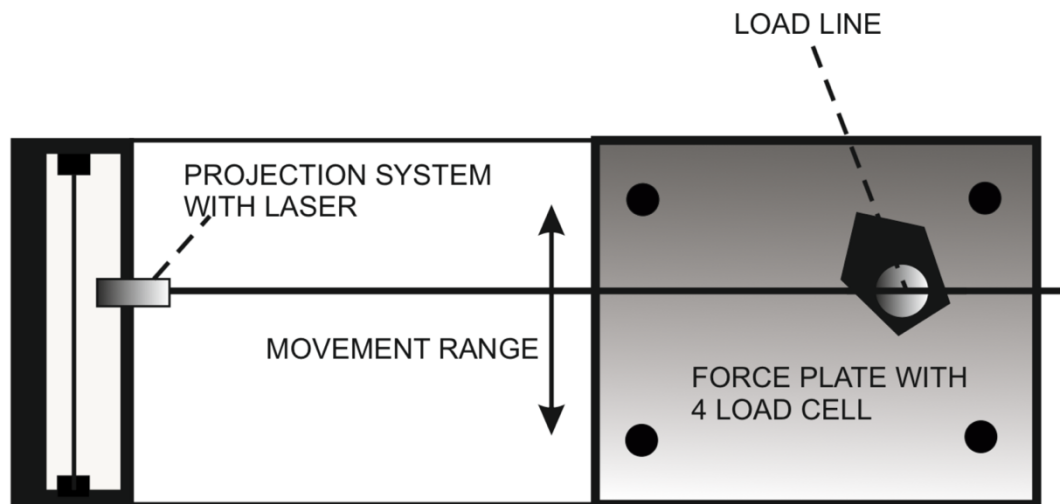 LOAD LINE
PROJECTION SYSTEM
WITH LASER
MOVEMENT RANGE
FORCE PLATE WITH
4 LOAD CELL